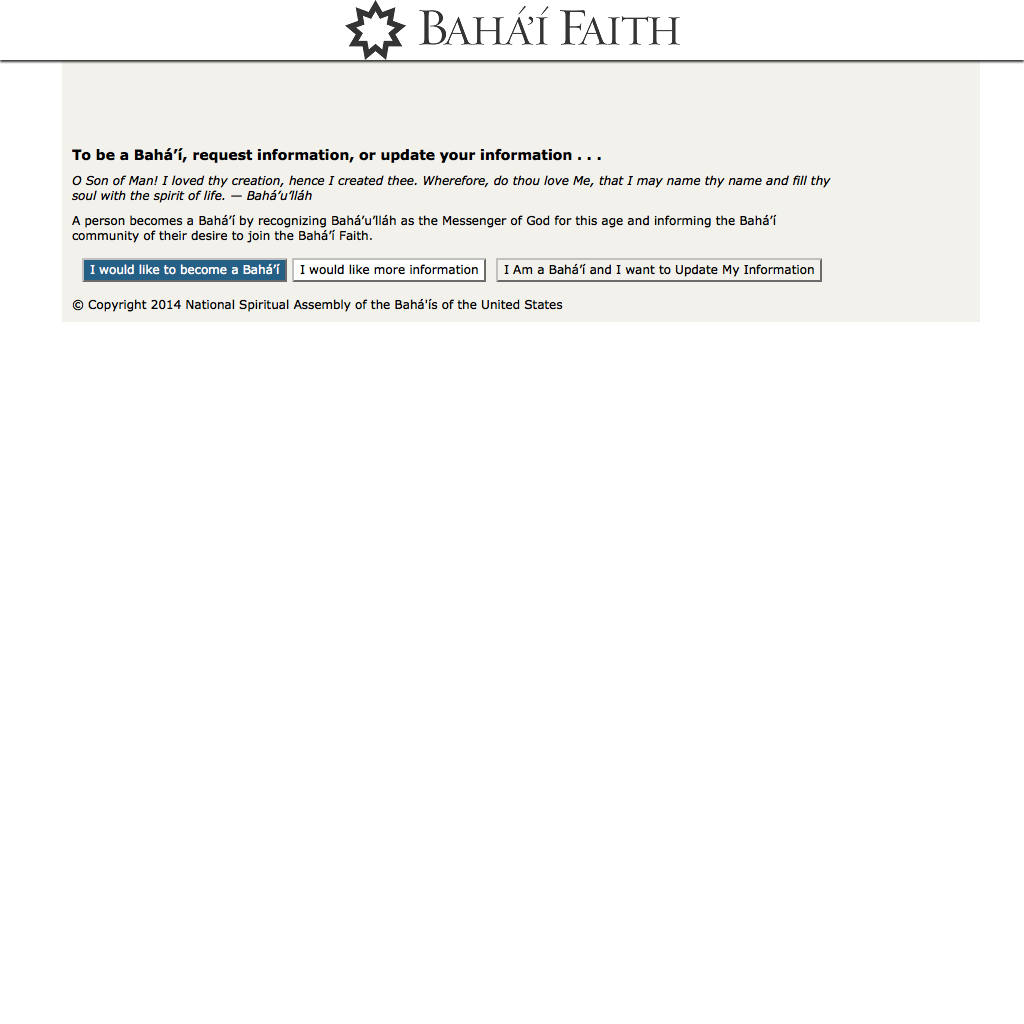 BAHÁ’Í FAITH
To be a Bahá’í, request information, or update your information . . .
O Son of Man! I loved thy creation, hence I created thee. Wherefore, do thou love Me, that I may name thy name and fill thy
soul with the spirit of life. — Bahá’u’lláh
A person becomes a Bahá’í by recognizing Bahá’u’lláh as the Messenger of God for this age and informing the Bahá’í
community of their desire to join the Bahá’í Faith.
I would like to become a Bahá’í I would like more information I Am a Bahá’í and I want to Update My Information
© Copyright 2014 National Spiritual Assembly of the Bahá'ís of the United States